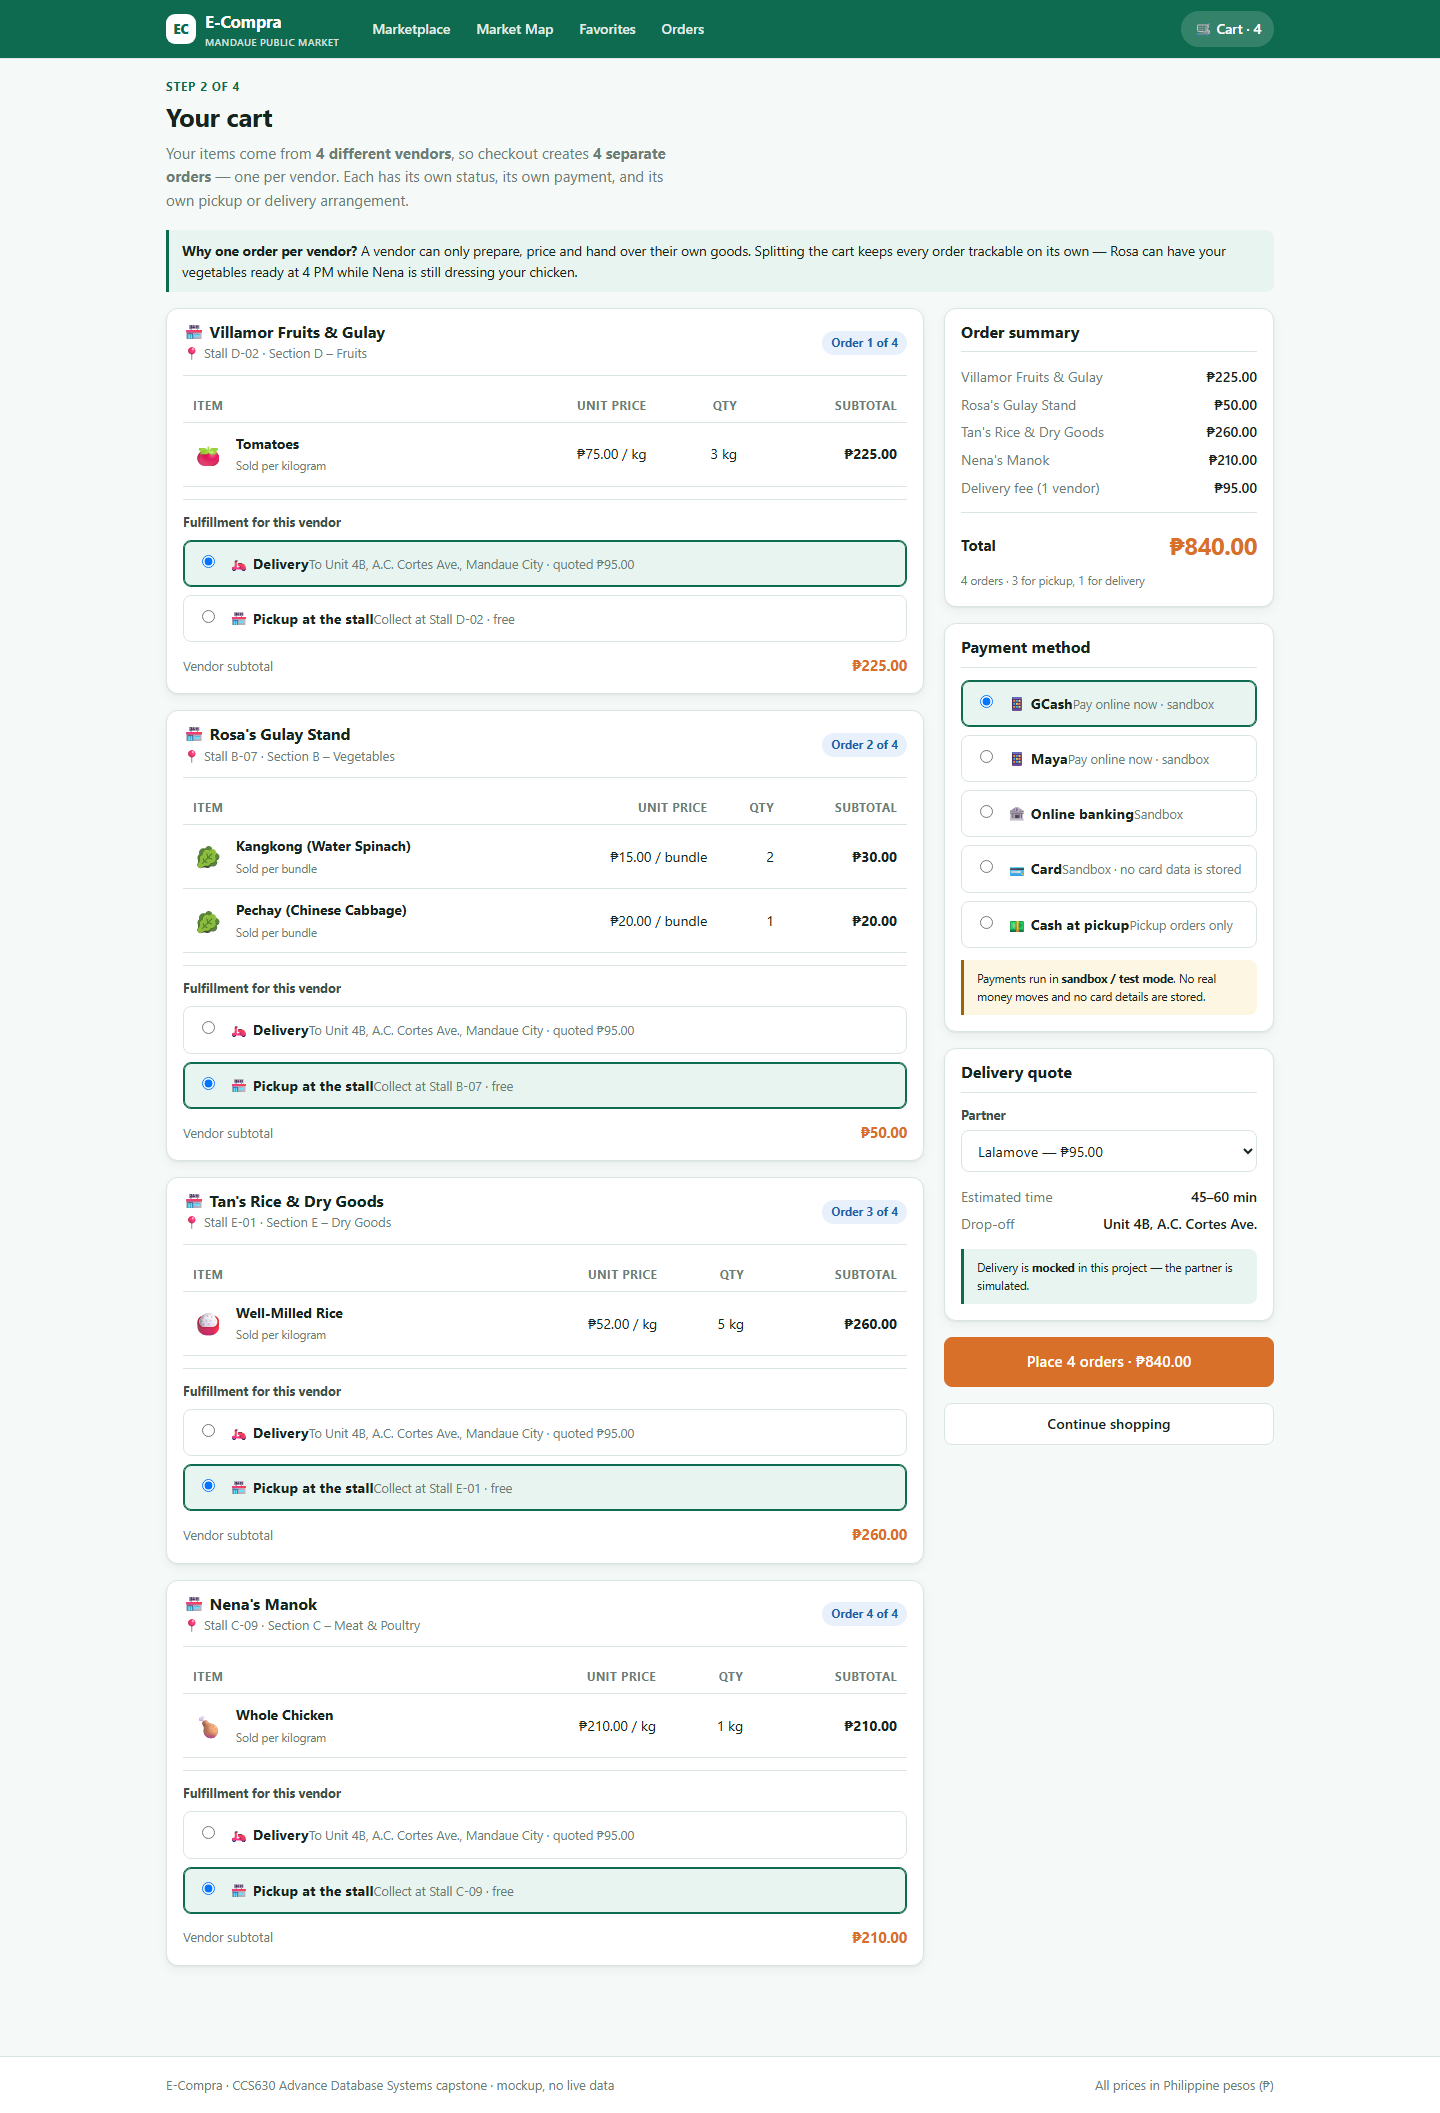 EC
E-Compra
MANDAUE PUBLIC MARKET
Marketplace
Market Map
Favorites
Orders
Cart · 4
STEP 2 OF 4
Your cart
Your items come from 4 different vendors, so checkout creates 4 separate
orders — one per vendor. Each has its own status, its own payment, and its
own pickup or delivery arrangement.
Why one order per vendor? A vendor can only prepare, price and hand over their own goods. Splitting the cart keeps every order trackable on its own — Rosa can have your
vegetables ready at 4 PM while Nena is still dressing your chicken.
Villamor Fruits & Gulay
Stall D-02 · Section D – Fruits
Order 1 of 4
ITEM UNIT PRICE QTY SUBTOTAL
Tomatoes
Sold per kilogram
₱75.00 / kg 3 kg ₱225.00
Fulfillment for this vendor
DeliveryTo Unit 4B, A.C. Cortes Ave., Mandaue City · quoted ₱95.00
Pickup at the stallCollect at Stall D-02 · free
Vendor subtotal ₱225.00
Rosa's Gulay Stand
Stall B-07 · Section B – Vegetables
Order 2 of 4
ITEM UNIT PRICE QTY SUBTOTAL
Kangkong (Water Spinach)
Sold per bundle
₱15.00 / bundle 2 ₱30.00
Pechay (Chinese Cabbage)
Sold per bundle
₱20.00 / bundle 1 ₱20.00
Fulfillment for this vendor
DeliveryTo Unit 4B, A.C. Cortes Ave., Mandaue City · quoted ₱95.00
Pickup at the stallCollect at Stall B-07 · free
Vendor subtotal ₱50.00
Tan's Rice & Dry Goods
Stall E-01 · Section E – Dry Goods
Order 3 of 4
ITEM UNIT PRICE QTY SUBTOTAL
Well-Milled Rice
Sold per kilogram
₱52.00 / kg 5 kg ₱260.00
Fulfillment for this vendor
DeliveryTo Unit 4B, A.C. Cortes Ave., Mandaue City · quoted ₱95.00
Pickup at the stallCollect at Stall E-01 · free
Vendor subtotal ₱260.00
Nena's Manok
Stall C-09 · Section C – Meat & Poultry
Order 4 of 4
ITEM UNIT PRICE QTY SUBTOTAL
Whole Chicken
Sold per kilogram
₱210.00 / kg 1 kg ₱210.00
Fulfillment for this vendor
DeliveryTo Unit 4B, A.C. Cortes Ave., Mandaue City · quoted ₱95.00
Pickup at the stallCollect at Stall C-09 · free
Vendor subtotal ₱210.00
Order summary
Villamor Fruits & Gulay ₱225.00
Rosa's Gulay Stand ₱50.00
Tan's Rice & Dry Goods ₱260.00
Nena's Manok ₱210.00
Delivery fee (1 vendor) ₱95.00
Total ₱840.00
4 orders · 3 for pickup, 1 for delivery
Payment method
GCashPay online now · sandbox
MayaPay online now · sandbox
Online bankingSandbox
CardSandbox · no card data is stored
Cash at pickupPickup orders only
Payments run in sandbox / test mode. No real
money moves and no card details are stored.
Delivery quote
Partner
Lalamove — ₱95.00
Estimated time 45–60 min
Drop-off Unit 4B, A.C. Cortes Ave.
Delivery is mocked in this project — the partner is
simulated.
Place 4 orders · ₱840.00
Continue shopping
E-Compra · CCS630 Advance Database Systems capstone · mockup, no live data
All prices in Philippine pesos (₱)